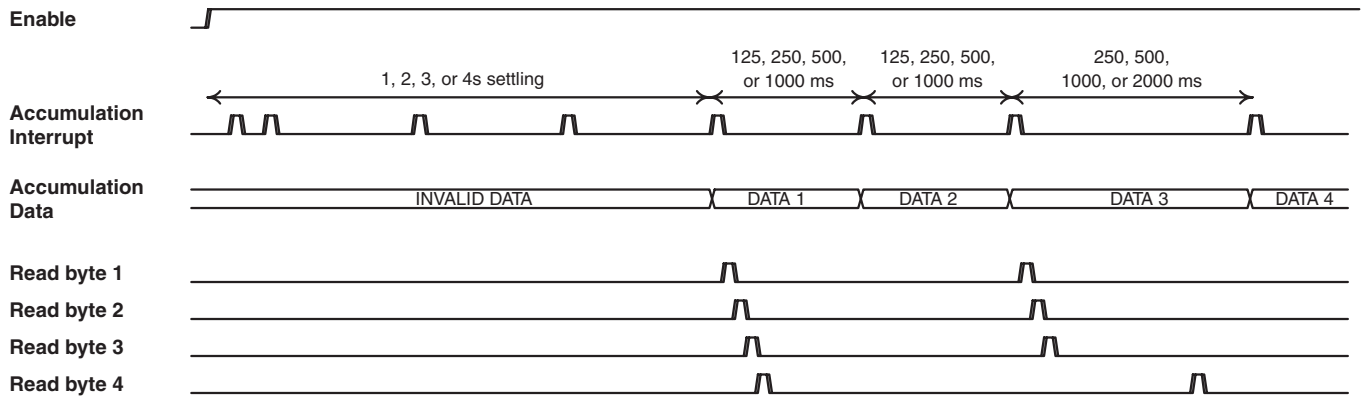 Enable
125, 250, 500, 125, 250, 500, 250, 500,
1, 2, 3, or 4s settling or 1000 ms or 1000 ms 1000, or 2000 ms
Accumulation
Interrupt
Accumulation
Data
INVALID DATA DATA 1 DATA 2 DATA 3 DATA 4
Read byte 1
Read byte 2
Read byte 3
Read byte 4